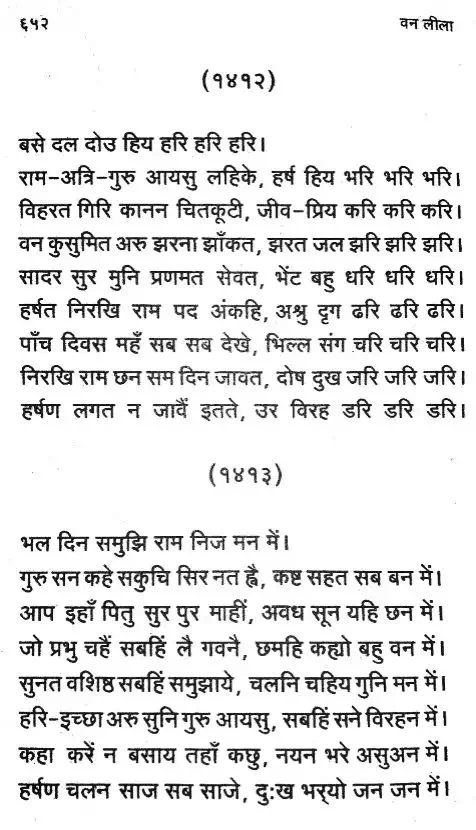 ६५२ वन लीला
(१४१२)
बसे दल दोउ हिय हरि हरि हरि।
राम-अत्रि-गुरु आयसु लहिके, हर्ष हिय भरि भरि भरि।
विहरत गिरि कानन चितकूटी, जीव-प्रिय करि करि करि।
वन कुसुमित अरु झरना झाँकत, झरत जल झरि झरि झरि।
सादर सुर मुनि प्रणमत सेवत, भेंट बहु धरि धरि धरि।
हर्षत निरखि राम पद अंकहि, अश्रु दृग ढरि ढरि ढरि।
पाँच दिवस महँ सब सब देखे, भिल्ल संग चरि चरि चरि।
निरखि राम छन सम दिन जावत, दोष दुख जरि जरि जरि।
हर्षण लगत न जावैं इतते, उर विरह डरि डरि डरि।
(१४१३)
भल दिन समुझि राम निज मन में।
गुरु सन कहे सकुचि सिर नत ह्वै, कष्ट सहत सब बन में।
आप इहाँ पितु सुर पुर माहीं, अवध सून यहि छन में।
जो प्रभु चहैं सबहिं लै गवनै, छमहि कह्यो बहु वन में।
सुनत वशिष्ठ सबहिं समुझाये, चलनि चहिय गुनि मन में।
हरि-इच्छा अरु सुनि गुरु आयसु, सबहिं सने विरहन में।
कहा करें न बसाय तहाँ कछु, नयन भरे असुअन में।
हर्षण चलन साज सब साजे, दुःख भर्यो जन जन में।